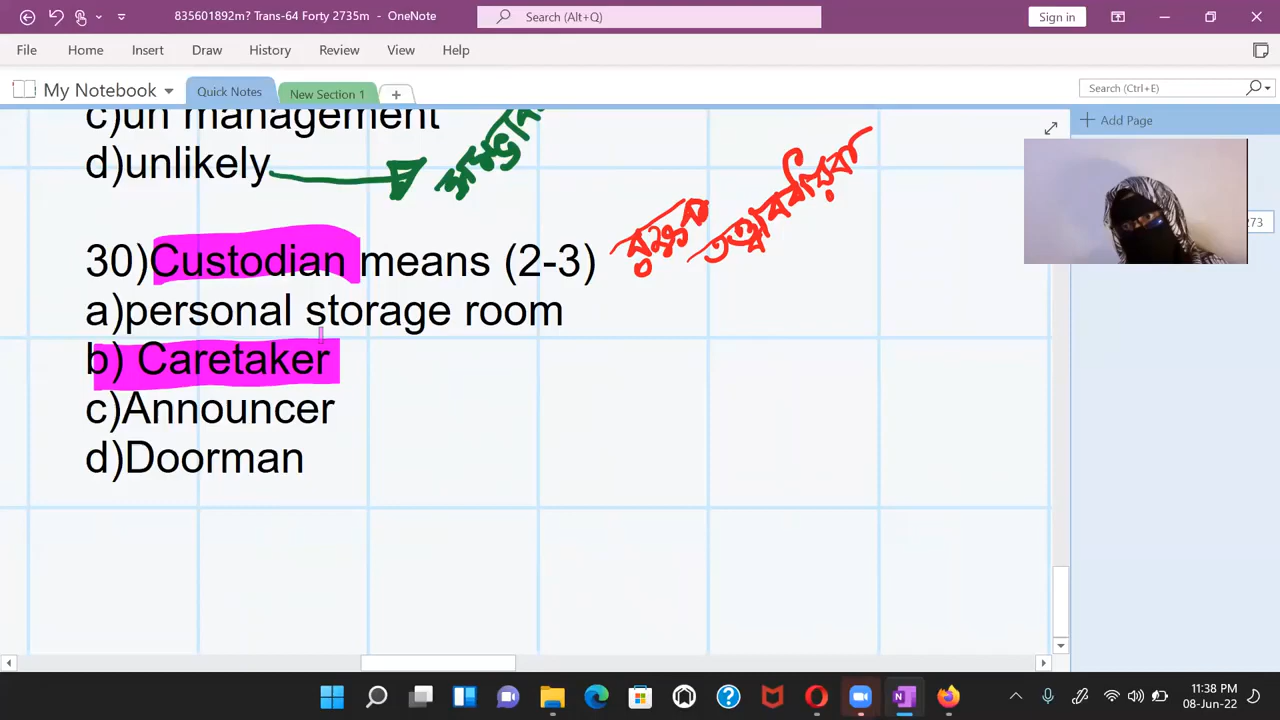 835601892m? Trans-64 Forty 2735m - OneNote
Search (Alt+Q)
Sign in
File Home Insert Draw History Review View Help
My Notebook
Quick Notes
New Section 1
Search (Ctrl+E)
Add Page
273
c)un management
d)unlikely
30)Custodian means (2-3)
a)personal storage room
b) Caretaker
c)Announcer
d)Doorman
11:38 PM
08-Jun-22